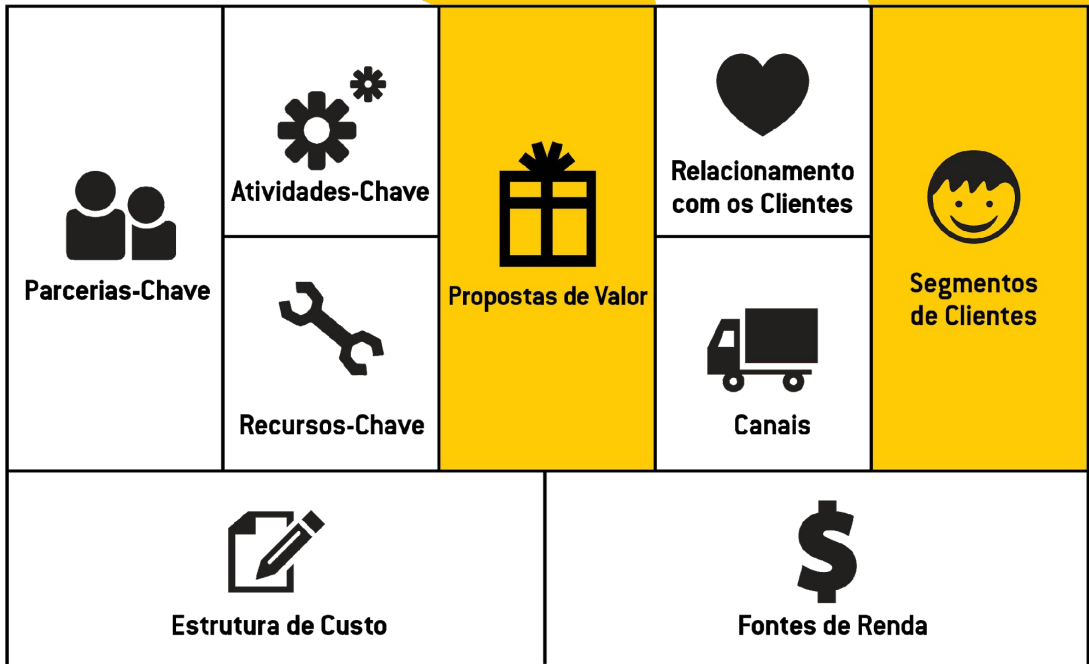 Parcerias-Chave
Atividades-Chave
Recursos-Chave
Propostas de Valor
Relacionamento
com os Clientes
Canais
Segmentos
de Clientes
Estrutura de Custo
Fontes de Renda